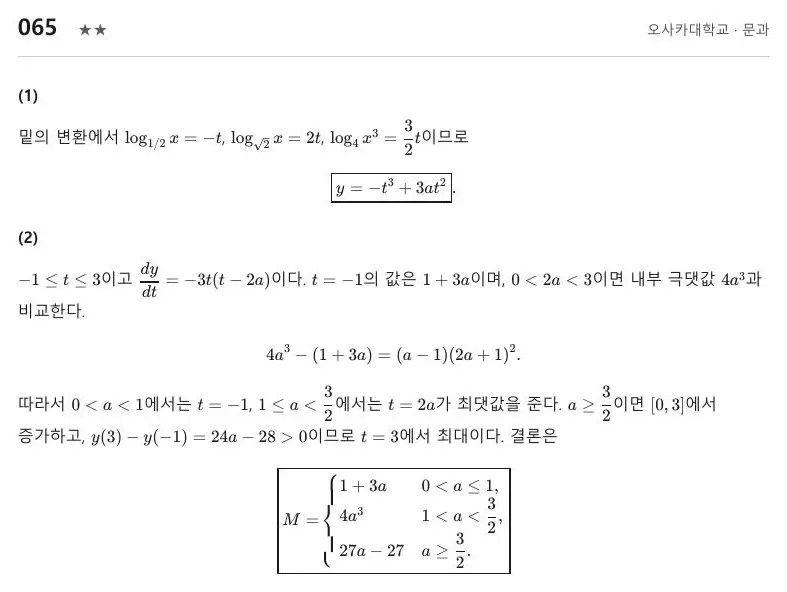 065 ★★ 오사카대학교 · 문과
(1)
밑의 변환에서 log_{1/2} x = −t, log_{√2} x = 2t, log_4 x^3 = \frac{3}{2}t이므로
y = −t^3 + 3at^2.
(2)
−1 ≤ t ≤ 3이고 \frac{dy}{dt} = −3t(t − 2a)이다. t = −1의 값은 1 + 3a이며, 0 < 2a < 3이면 내부 극댓값 4a^3과
비교한다.
4a^3 − (1 + 3a) = (a − 1)(2a + 1)^2.
따라서 0 < a < 1에서는 t = −1, 1 ≤ a < \frac{3}{2}에서는 t = 2a가 최댓값을 준다. a ≥ \frac{3}{2}이면 [0, 3]에서
증가하고, y(3) − y(−1) = 24a − 28 > 0이므로 t = 3에서 최대이다. 결론은
M = { 1 + 3a 0 < a ≤ 1,
4a^3 1 < a < \frac{3}{2},
27a − 27 a ≥ \frac{3}{2}.